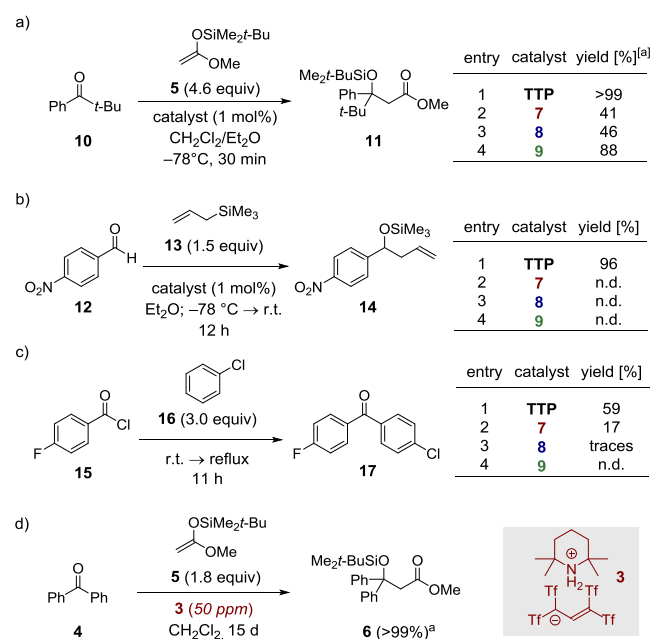 a)
OSiMe2t-Bu
OMe
5 (4.6 equiv)
catalyst (1 mol%)
CH2Cl2/Et2O
–78°C, 30 min
O
Ph t-Bu
10
Me2t-BuSiO O
Ph OMe
t-Bu
11
entry catalyst yield [%][a]
1 TTP >99
2 7 41
3 8 46
4 9 88
b)
SiMe3
13 (1.5 equiv)
catalyst (1 mol%)
Et2O; –78 °C → r.t.
12 h
O
H
O2N
12
OSiMe3
O2N
14
entry catalyst yield [%]
1 TTP 96
2 7 n.d.
3 8 n.d.
4 9 n.d.
c)
Cl
16 (3.0 equiv)
r.t. → reflux
11 h
O
Cl
F
15
O
F Cl
17
entry catalyst yield [%]
1 TTP 59
2 7 17
3 8 traces
4 9 n.d.
d)
OSiMe2t-Bu
OMe
5 (1.8 equiv)
3 (50 ppm)
CH2Cl2, 15 d
O
Ph Ph
4
Me2t-BuSiO O
Ph OMe
Ph
6 (>99%)a
⊕
N
H2
3
Tf Tf
Tf ⊖ Tf